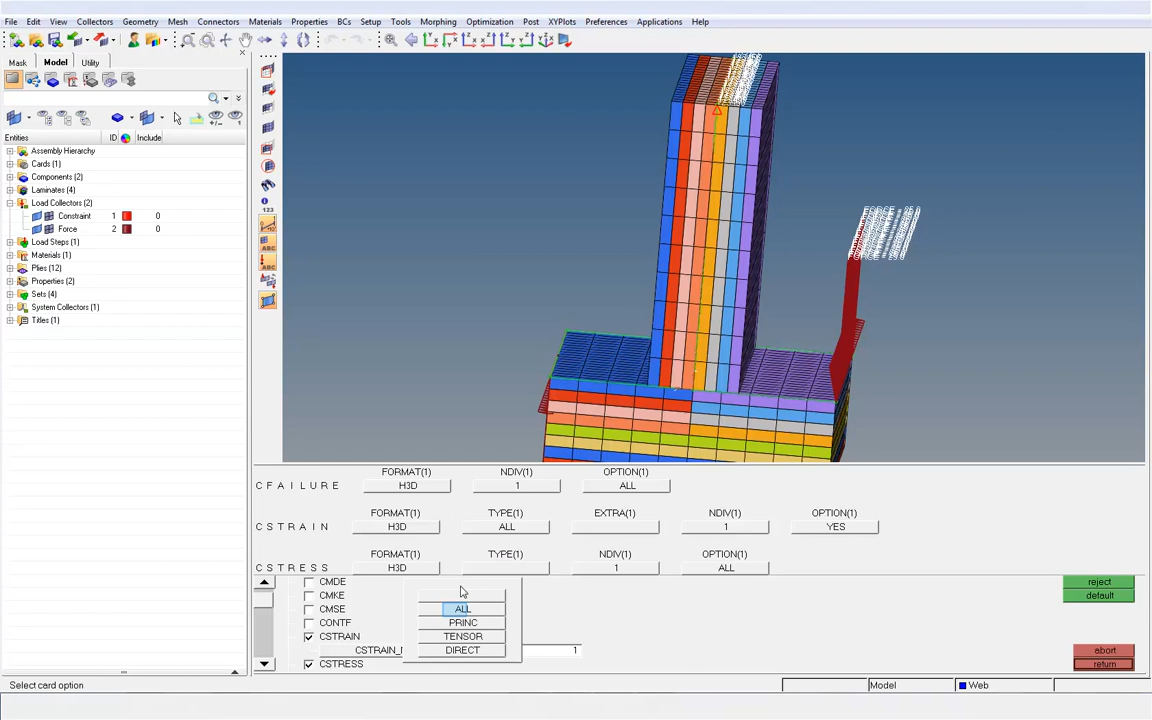 File Edit View Collectors Geometry Mesh Connectors Materials Properties BCs Setup Tools Morphing Optimization Post XYPlots Preferences Applications Help
Mask Model Utility
Entities ID Include
Assembly Hierarchy
Cards (1)
Components (2)
Laminates (4)
Load Collectors (2)
Constraint 1 0
Force 2 0
Load Steps (1)
Materials (1)
Plies (12)
Properties (2)
Sets (4)
System Collectors (1)
Titles (1)
123
ABC
ABC
FORMAT(1) NDIV(1) OPTION(1)
CFAILURE H3D 1 ALL
FORMAT(1) TYPE(1) EXTRA(1) NDIV(1) OPTION(1)
CSTRAIN H3D ALL 1 YES
FORMAT(1) TYPE(1) NDIV(1) OPTION(1)
CSTRESS H3D 1 ALL
CMDE
CMKE
CMSE ALL
CONTF PRINC
CSTRAIN TENSOR
CSTRAIN_ DIRECT 1
CSTRESS
reject
default
abort
return
Select card option Model Web